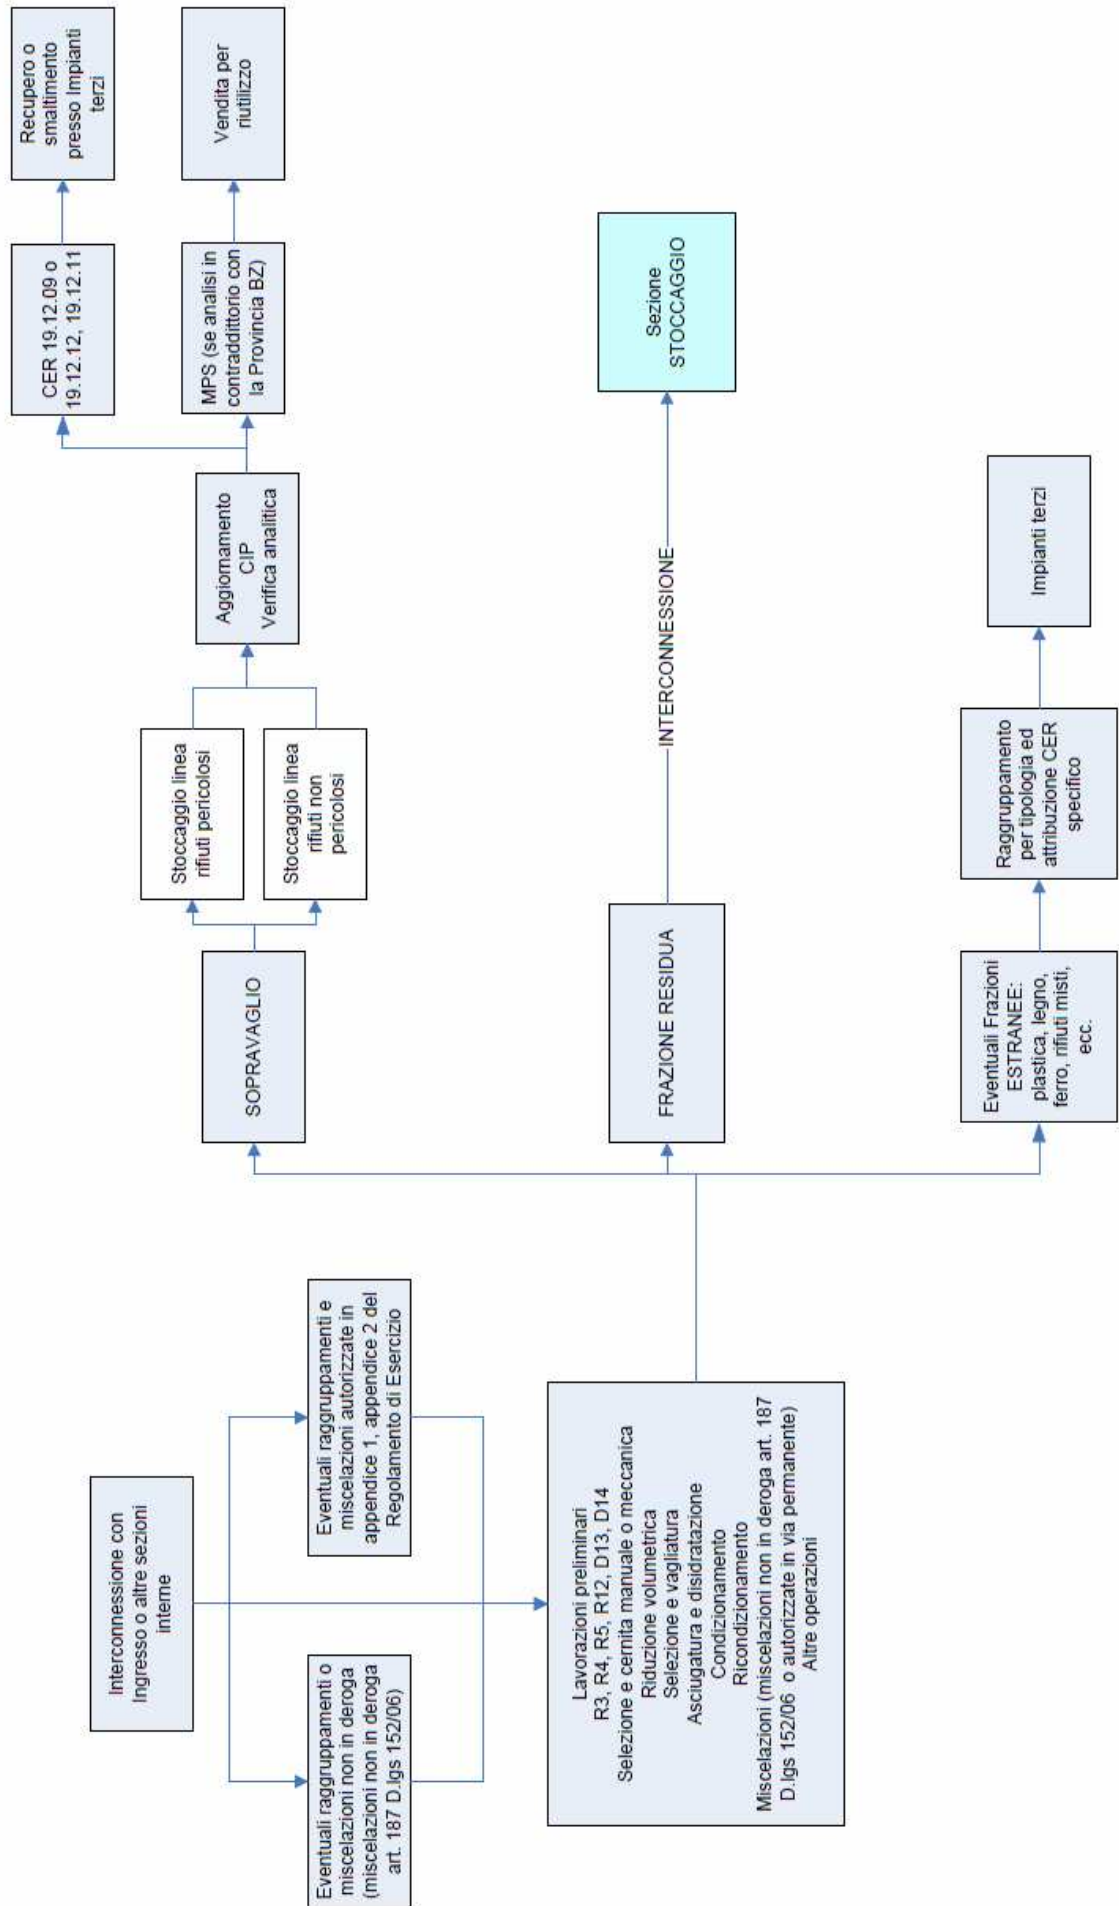 Interconnessione con
Ingresso o altre sezioni
interne
Eventuali raggruppamenti o
miscelazioni non in deroga
(miscelazioni non in deroga
art. 187 D.lgs 152/06)
Eventuali raggruppamenti e
miscelazioni autorizzate in
appendice 1, appendice 2 del
Regolamento di Esercizio
Lavorazioni preliminari
R3, R4, R5, R12, D13, D14
Selezione e cernita manuale o meccanica
Riduzione volumetrica
Selezione e vagliatura
Asciugatura e disidratazione
Condizionamento
Ricondizionamento
Miscelazioni (miscelazioni non in deroga art. 187
D.lgs 152/06 o autorizzate in via permanente)
Altre operazioni
SOPRAVAGLIO
Stoccaggio linea
rifiuti pericolosi
Stoccaggio linea
rifiuti non
pericolosi
Aggiornamento
CIP
Verifica analitica
CER 19.12.09 o
19.12.12, 19.12.11
Recupero o
smaltimento
presso Impianti
terzi
MPS (se analisi in
contraddittorio con
la Provincia BZ)
Vendita per
riutilizzo
FRAZIONE RESIDUA
INTERCONNESSIONE
Sezione
STOCCAGGIO
Eventuali Frazioni
ESTRANEE:
plastica, legno,
ferro, rifiuti misti,
ecc.
Raggruppamento
per tipologia ed
attribuzione CER
specifico
Impianti terzi